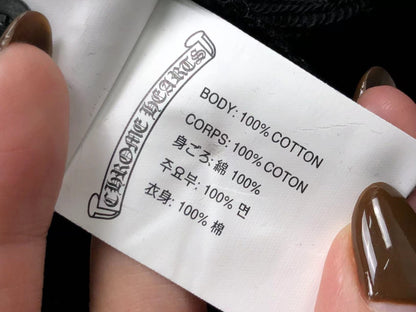 CHROME HEARTS
BODY: 100% COTTON
CORPS: 100% COTON
身ごろ: 綿 100%
주요부: 100% 면
衣身: 100% 棉